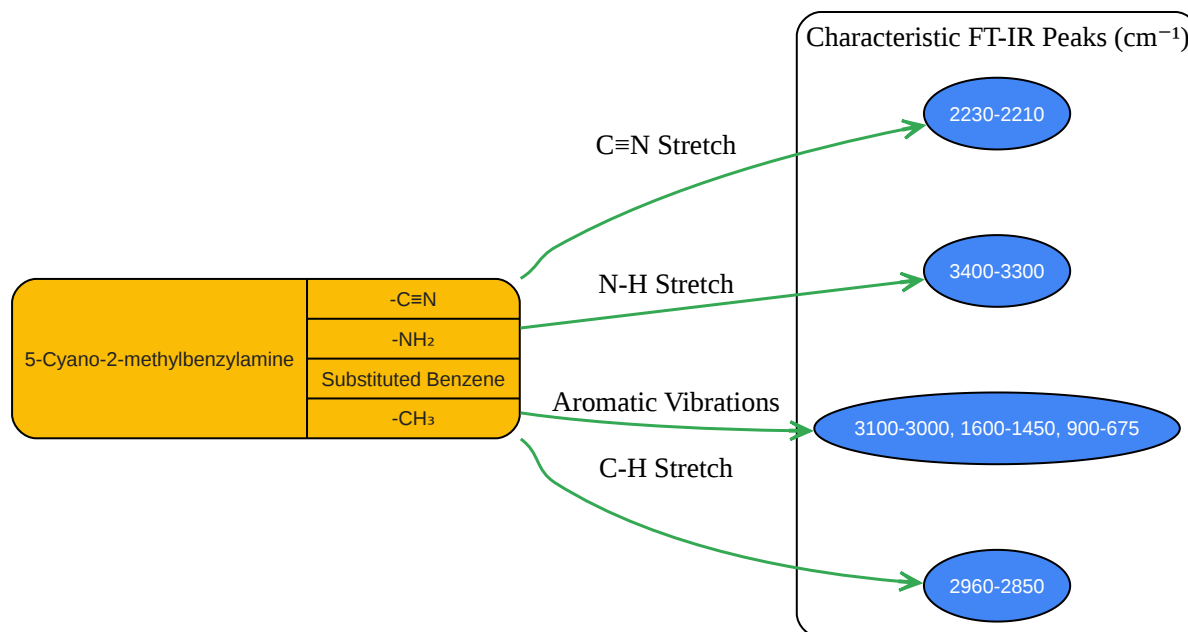 Characteristic FT-IR Peaks (cm⁻¹)
2230-2210
C≡N Stretch
3400-3300
N-H Stretch
5-Cyano-2-methylbenzylamine
-C≡N
-NH₂
Substituted Benzene
-CH₃
Aromatic Vibrations
3100-3000, 1600-1450, 900-675
C-H Stretch
2960-2850